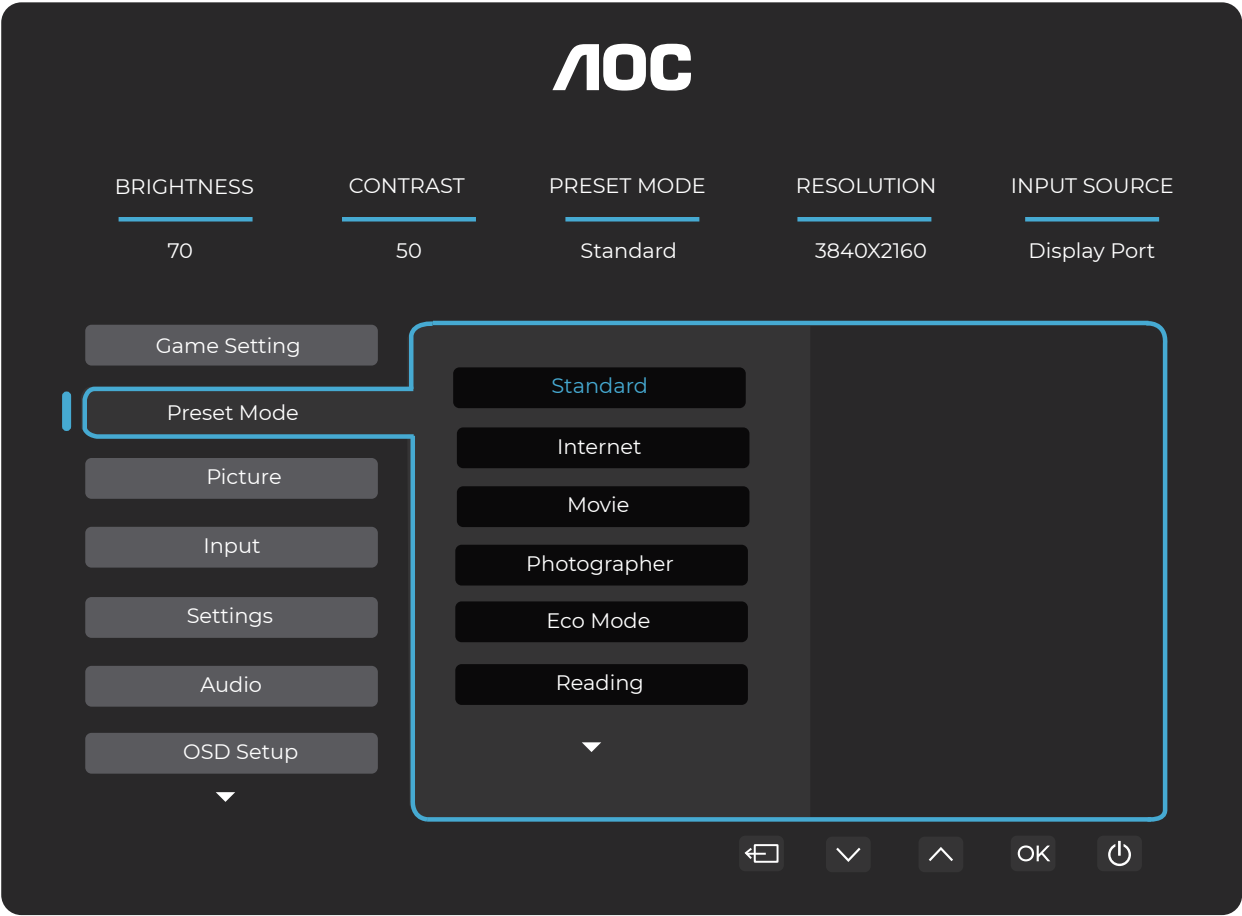 AOC
BRIGHTNESS
CONTRAST
PRESET MODE
RESOLUTION
INPUT SOURCE
70
50
Standard
3840X2160
Display Port
Game Setting
Preset Mode
Picture
Input
Settings
Audio
OSD Setup
Standard
Internet
Movie
Photographer
Eco Mode
Reading
OK